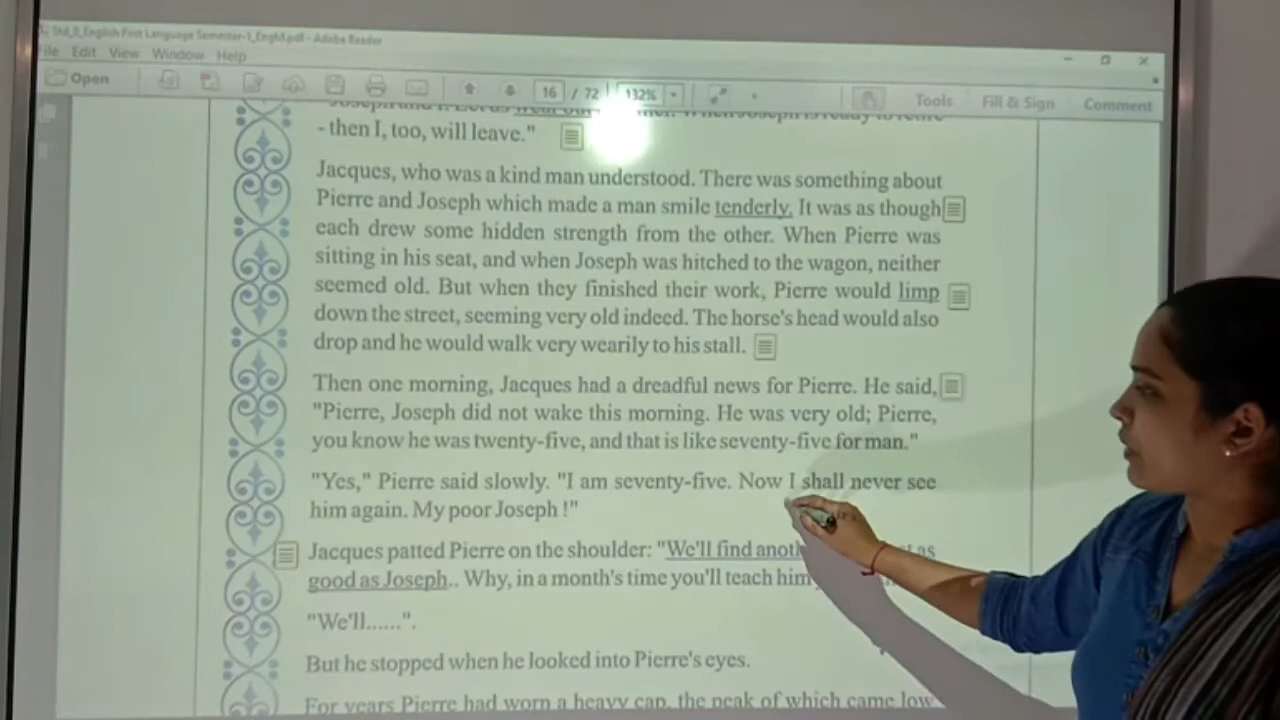 Std_8_English First Language Semester-1_EnghM.pdf - Adobe Reader
File Edit View Window Help
Open 16 / 72 132% Tools Fill & Sign Comment
- then I, too, will leave."
Jacques, who was a kind man understood. There was something about
Pierre and Joseph which made a man smile tenderly. It was as though
each drew some hidden strength from the other. When Pierre was
sitting in his seat, and when Joseph was hitched to the wagon, neither
seemed old. But when they finished their work, Pierre would limp
down the street, seeming very old indeed. The horse's head would also
drop and he would walk very wearily to his stall.
Then one morning, Jacques had a dreadful news for Pierre. He said,
"Pierre, Joseph did not wake this morning. He was very old; Pierre,
you know he was twenty-five, and that is like seventy-five for man."
"Yes," Pierre said slowly. "I am seventy-five. Now I shall never see
him again. My poor Joseph !"
Jacques patted Pierre on the shoulder: "We'll find as
good as Joseph.. Why, in a month's time you'll teach him
"We'll......".
But he stopped when he looked into Pierre's eyes.
For years Pierre had worn a heavy cap, the peak of which came low